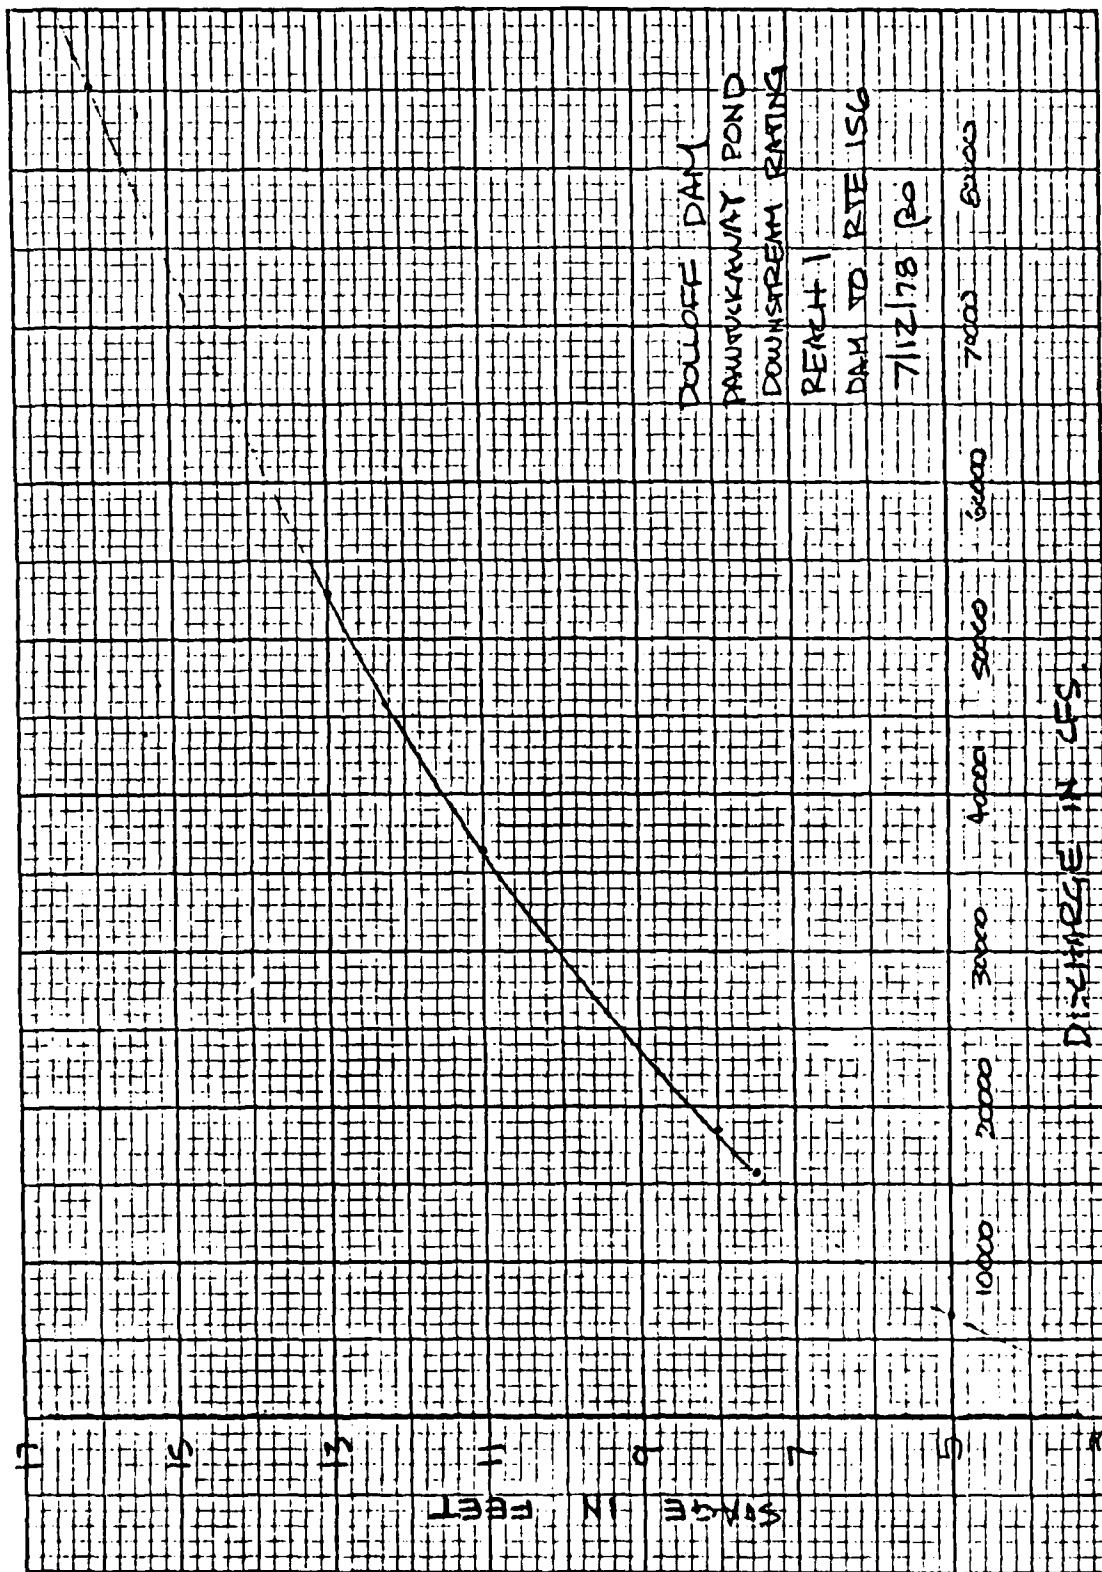 DOLLOFF DAM
PAWTUCKAWAY POND
DOWNSTREAM RATING
REACH 1
DAM TO RTE 156
7/12/78
17
15
13
11
9
7
5
STAGE IN FEET
10000 20000 30000 40000 50000 60000 70000 80000
DISCHARGE IN CFS